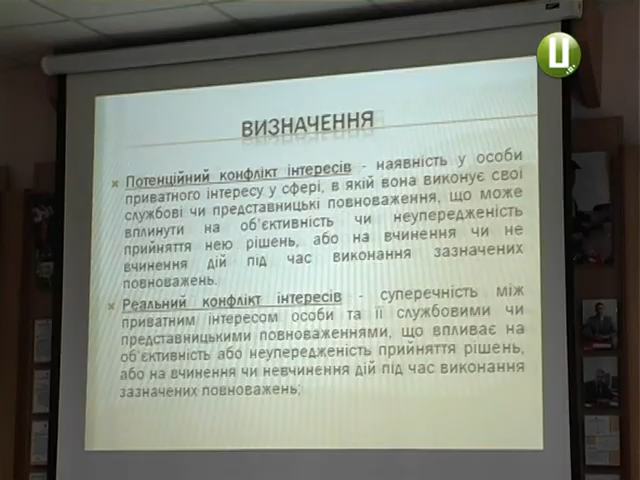 Ц
ВИЗНАЧЕННЯ
Потенційний конфлікт інтересів - наявність у особи
приватного інтересу у сфері, в якій вона виконує свої
службові чи представницькі повноваження, що може
вплинути на об'єктивність чи неупередженість
прийняття нею рішень, або на вчинення чи не
вчинення дій під час виконання зазначених
повноважень.
Реальний конфлікт інтересів - суперечність між
приватним інтересом особи та її службовими чи
представницькими повноваженнями, що впливає на
об'єктивність або неупередженість прийняття рішень,
або на вчинення чи невчинення дій під час виконання
зазначених повноважень;